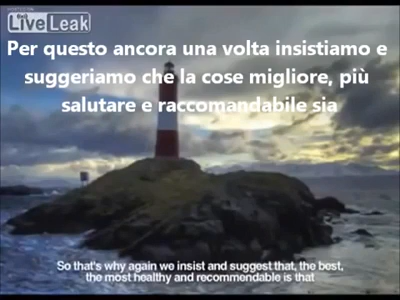 LiveLeak
Per questo ancora una volta insistiamo e
suggeriamo che la cose migliore, più
salutare e raccomandabile sia
So that's why again we insist and suggest that, the best,
the most healthy and recommendable is that